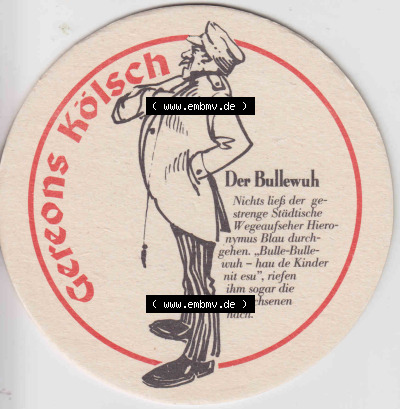 Gereons Kölsch
( www.embmv.de )
Der Bullewuh
Nichts ließ der ge-
strenge Städtische
Wegeaufseher Hiero-
nymus Blau durch-
gehen. „Bulle-Bulle-
wuh – hau de Kinder
nit esu", riefen
ihm sogar die
nach.
( www.embmv.de )